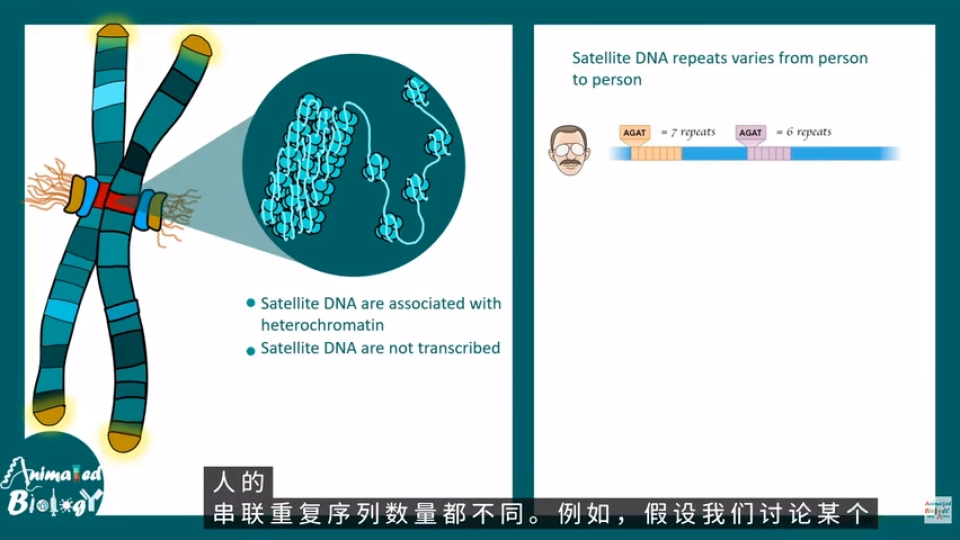 Satellite DNA repeats varies from person
to person
AGAT = 7 repeats AGAT = 6 repeats
Satellite DNA are associated with
heterochromatin
Satellite DNA are not transcribed
Animated
Biology
人的
串联重复序列数量都不同。例如，假设我们讨论某个